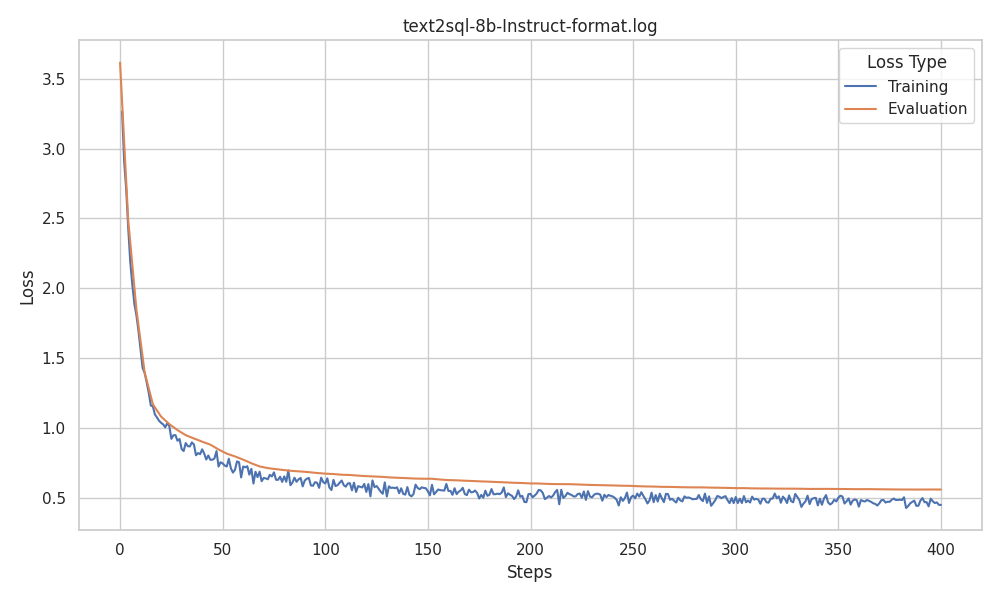 text2sql-8b-Instruct-format.log
Loss Type
Training
Evaluation
3.5
3.0
2.5
2.0
1.5
1.0
0.5
Loss
0 50 100 150 200 250 300 350 400
Steps